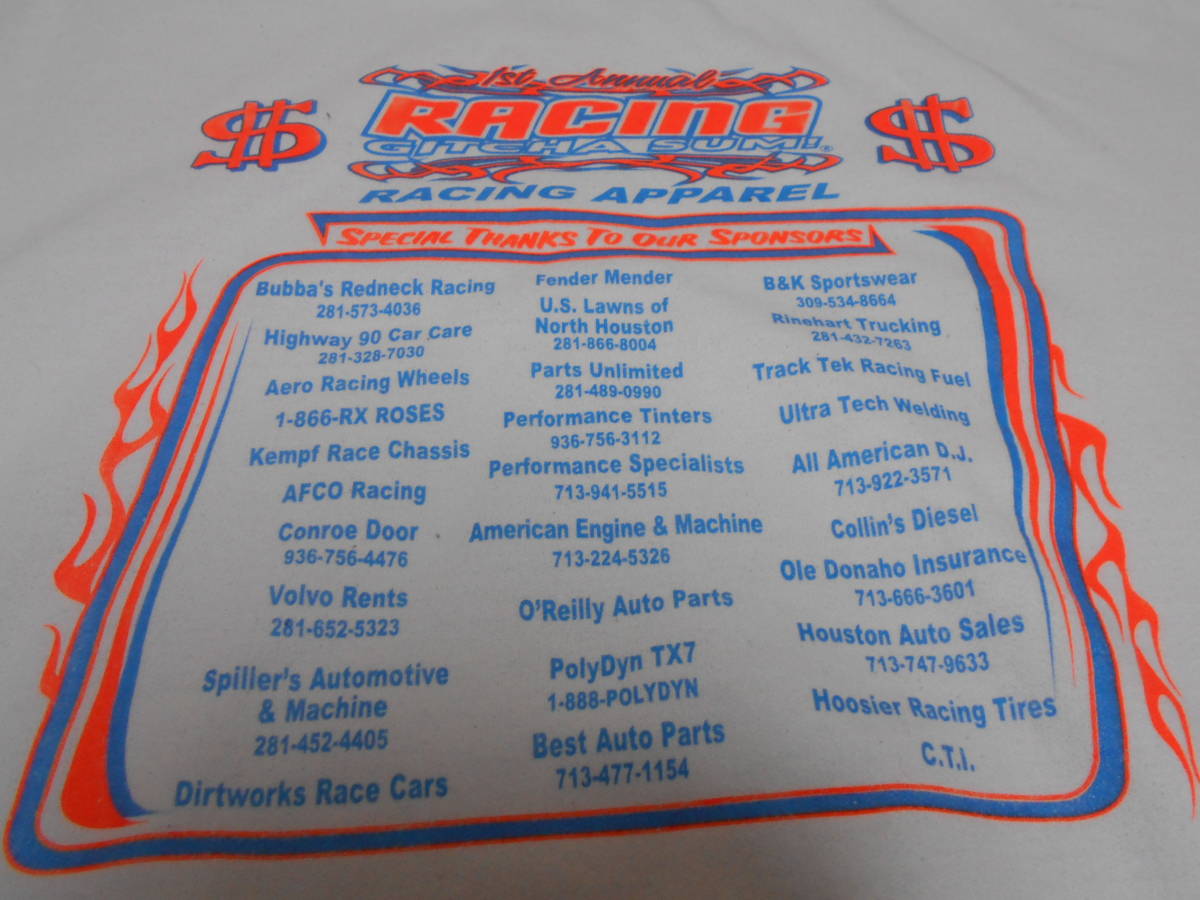 1st Annual
$ RACING $
GITCHA SUM!®
RACING APPAREL
SPECIAL THANKS TO OUR SPONSORS
Bubba's Redneck Racing
281-573-4036
Highway 90 Car Care
281-328-7030
Aero Racing Wheels
1-866-RX ROSES
Kempf Race Chassis
AFCO Racing
Conroe Door
936-756-4476
Volvo Rents
281-652-5323
Spiller's Automotive
& Machine
281-452-4405
Dirtworks Race Cars
Fender Mender
U.S. Lawns of
North Houston
281-866-8004
Parts Unlimited
281-489-0990
Performance Tinters
936-756-3112
Performance Specialists
713-941-5515
American Engine & Machine
713-224-5326
O'Reilly Auto Parts
PolyDyn TX7
1-888-POLYDYN
Best Auto Parts
713-477-1154
B&K Sportswear
309-534-8664
Rinehart Trucking
281-432-7263
Track Tek Racing Fuel
Ultra Tech Welding
All American D.J.
713-922-3571
Collin's Diesel
Ole Donaho Insurance
713-666-3601
Houston Auto Sales
713-747-9633
Hoosier Racing Tires
C.T.I.